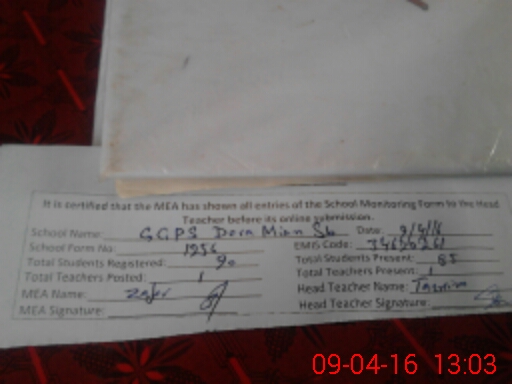 It is certified that the MEA has shown all entries of the School Monitoring Form to the Head
Teacher before its online submission.
School Name: GGPS Dera Mian Sb Date: 9/4/16
School Form No: 1956 EMIS Code:
Total Students Registered: 90 Total Students Present: 85
Total Teachers Posted: 1 Total Teachers Present: 1
MEA Name: Zafar Head Teacher Name:
MEA Signature: Head Teacher Signature:
09-04-16 13:03